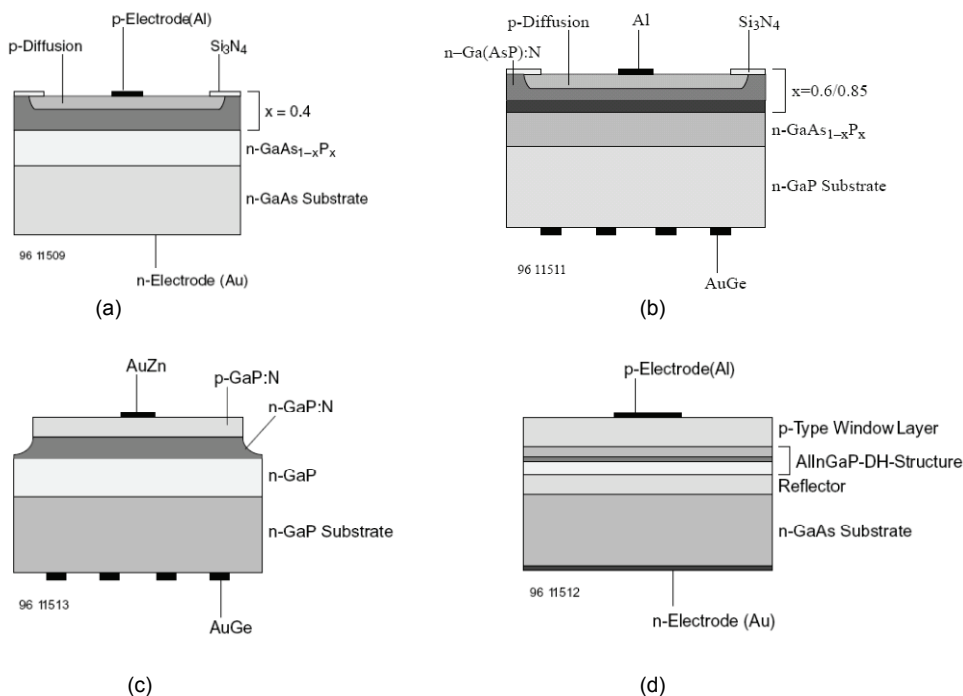 p-Electrode(Al)
p-Diffusion
Si3N4
x = 0.4
n-GaAs1–xPx
n-GaAs Substrate
96 11509
n-Electrode (Au)
(a)
p-Diffusion
Al
Si3N4
n–Ga(AsP):N
x=0.6/0.85
n-GaAs1–xPx
n-GaP Substrate
96 11511
AuGe
(b)
AuZn
p-GaP:N
n-GaP:N
n-GaP
n-GaP Substrate
96 11513
AuGe
(c)
p-Electrode(Al)
p-Type Window Layer
AlInGaP-DH-Structure
Reflector
n-GaAs Substrate
96 11512
n-Electrode (Au)
(d)